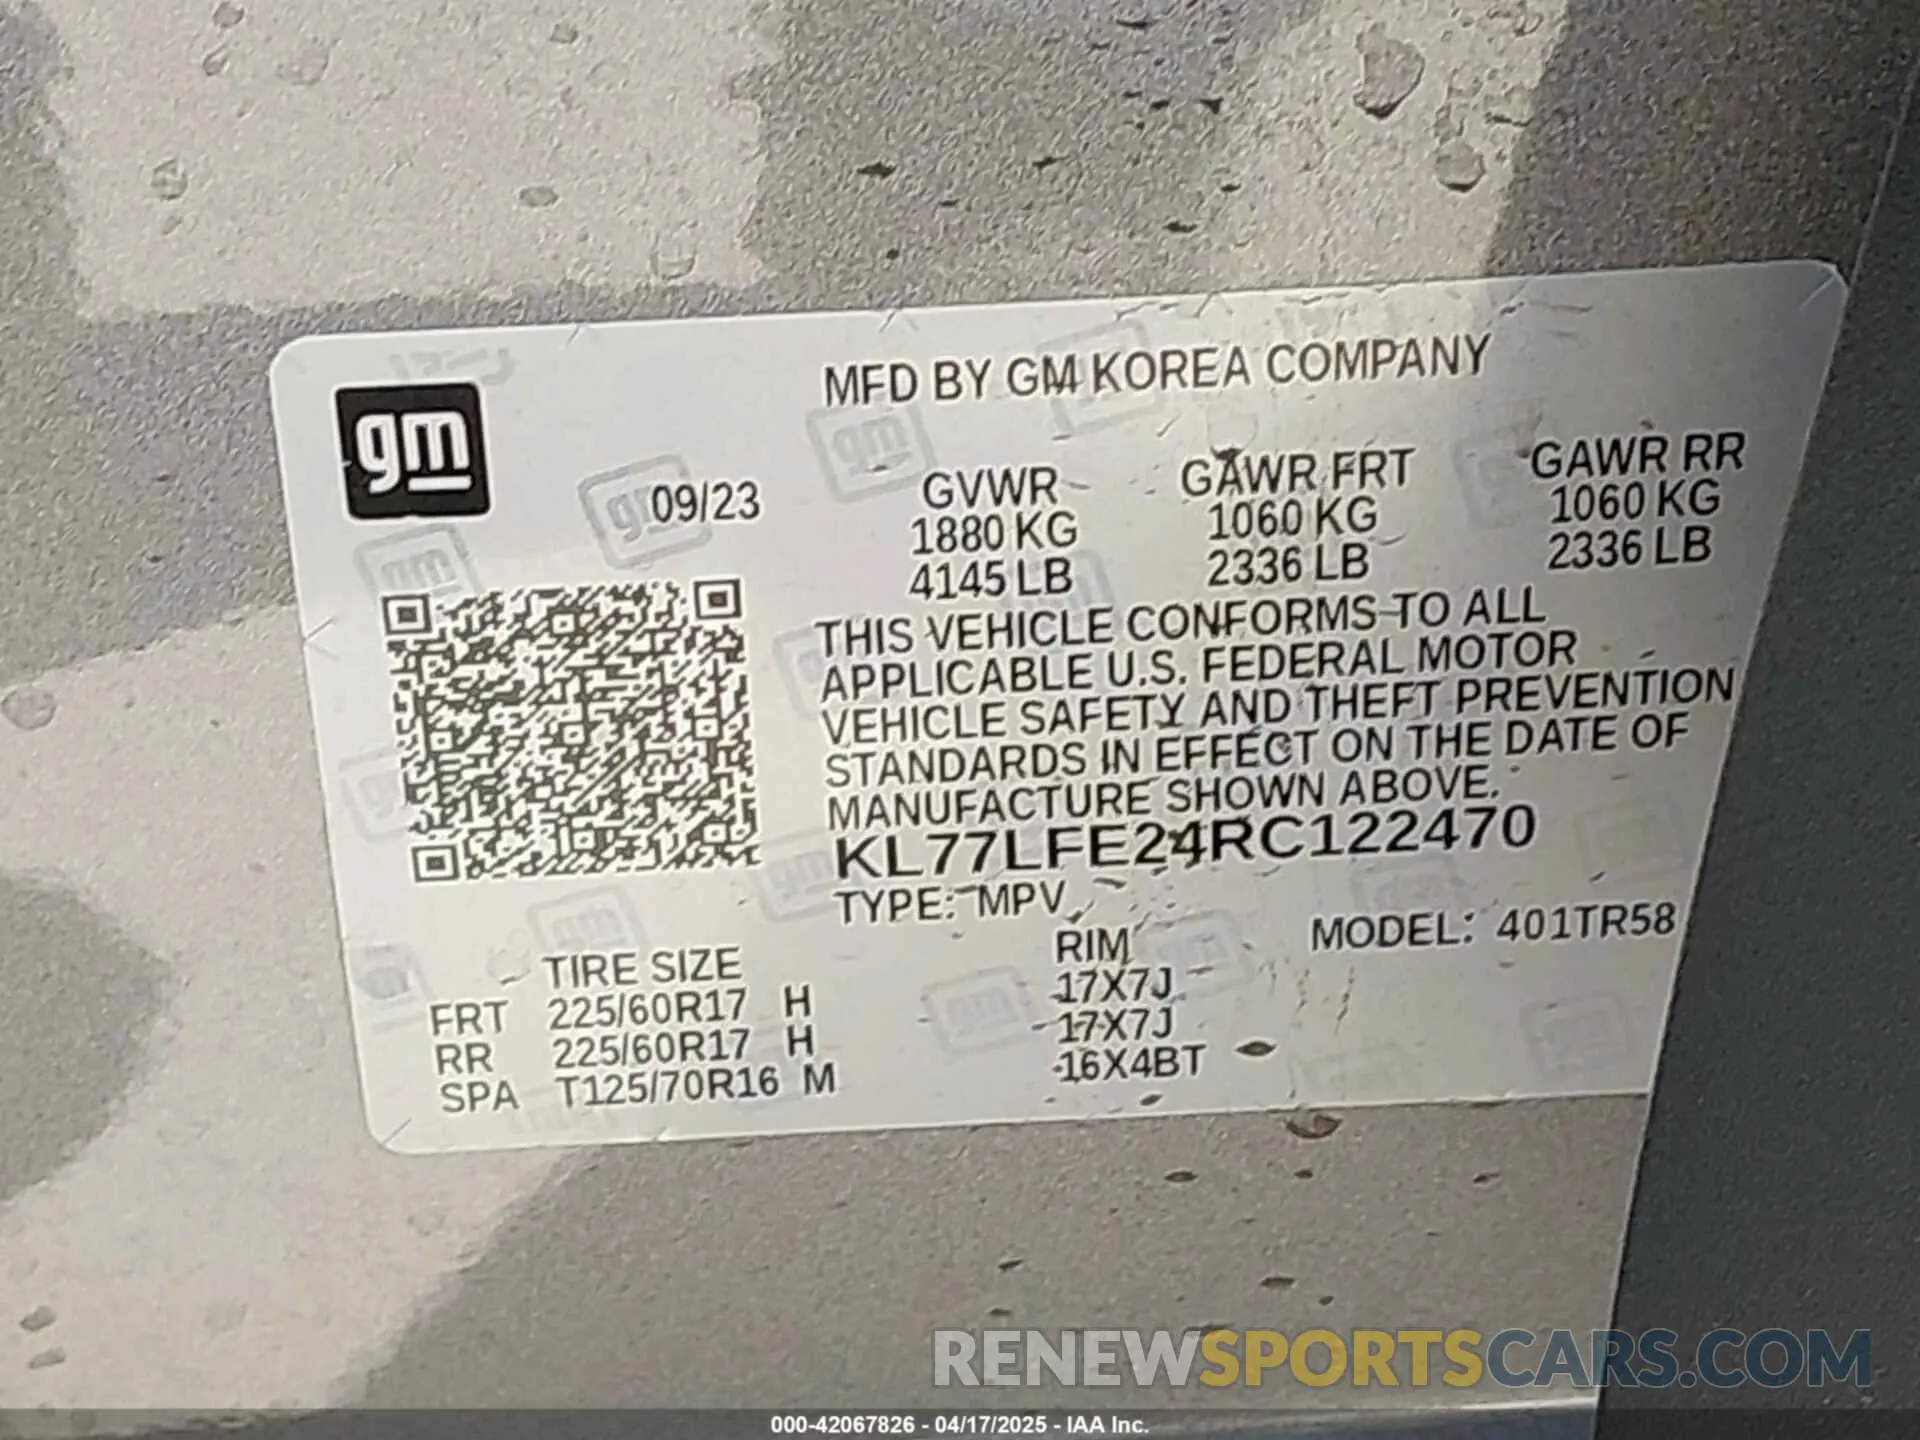 MFD BY GM KOREA COMPANY
gm
09/23
GVWR GAWR FRT GAWR RR
1880 KG 1060 KG 1060 KG
4145 LB 2336 LB 2336 LB
THIS VEHICLE CONFORMS TO ALL
APPLICABLE U.S. FEDERAL MOTOR
VEHICLE SAFETY AND THEFT PREVENTION
STANDARDS IN EFFECT ON THE DATE OF
MANUFACTURE SHOWN ABOVE.
KL77LFE24RC122470
TYPE: MPV
MODEL: 401TR58
TIRE SIZE RIM
FRT 225/60R17 H 17X7J
RR 225/60R17 H 17X7J
SPA T125/70R16 M 16X4BT
RENEWSPORTSCARS.COM
000-42067826 - 04/17/2025 - IAA Inc.